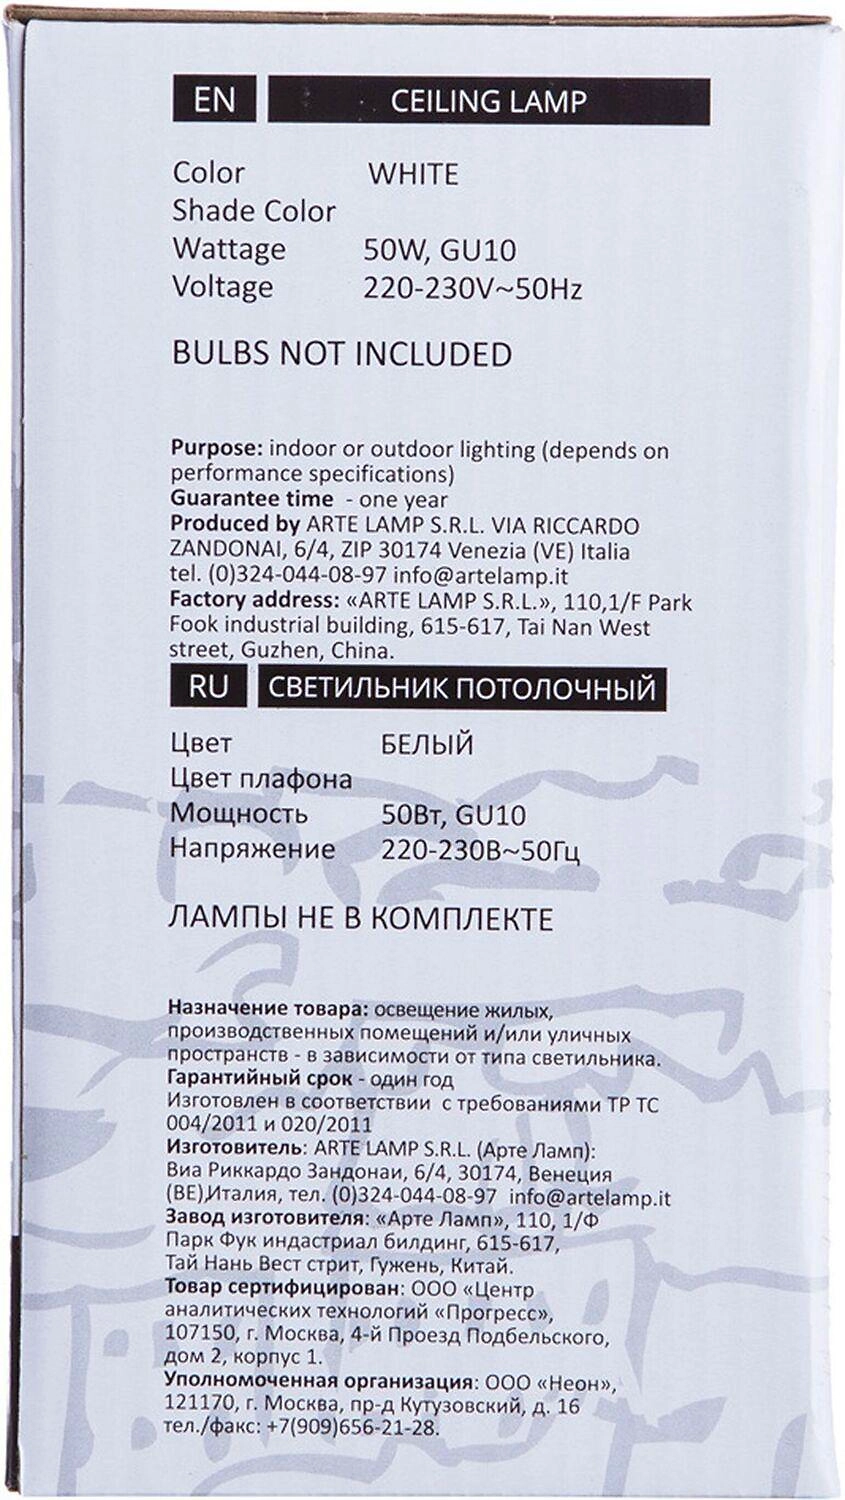 EN CEILING LAMP
Color WHITE
Shade Color
Wattage 50W, GU10
Voltage 220-230V~50Hz
BULBS NOT INCLUDED
Purpose: indoor or outdoor lighting (depends on
performance specifications)
Guarantee time - one year
Produced by ARTE LAMP S.R.L. VIA RICCARDO
ZANDONAI, 6/4, ZIP 30174 Venezia (VE) Italia
tel. (0)324-044-08-97 info@artelamp.it
Factory address: «ARTE LAMP S.R.L.», 110,1/F Park
Fook industrial building, 615-617, Tai Nan West
street, Guzhen, China.
RU СВЕТИЛЬНИК ПОТОЛОЧНЫЙ
Цвет БЕЛЫЙ
Цвет плафона
Мощность 50Вт, GU10
Напряжение 220-230В~50Гц
ЛАМПЫ НЕ В КОМПЛЕКТЕ
Назначение товара: освещение жилых,
производственных помещений и/или уличных
пространств - в зависимости от типа светильника.
Гарантийный срок - один год
Изготовлен в соответствии с требованиями ТР ТС
004/2011 и 020/2011
Изготовитель: ARTE LAMP S.R.L. (Арте Ламп):
Виа Риккардо Зандонаи, 6/4, 30174, Венеция
(ВЕ),Италия, тел. (0)324-044-08-97 info@artelamp.it
Завод изготовителя: «Арте Ламп», 110, 1/Ф
Парк Фук индастриал билдинг, 615-617,
Тай Нань Вест стрит, Гужень, Китай.
Товар сертифицирован: ООО «Центр
аналитических технологий «Прогресс»,
107150, г. Москва, 4-й Проезд Подбельского,
дом 2, корпус 1.
Уполномоченная организация: ООО «Неон»,
121170, г. Москва, пр-д Кутузовский, д. 16
тел./факс: +7(909)656-21-28.